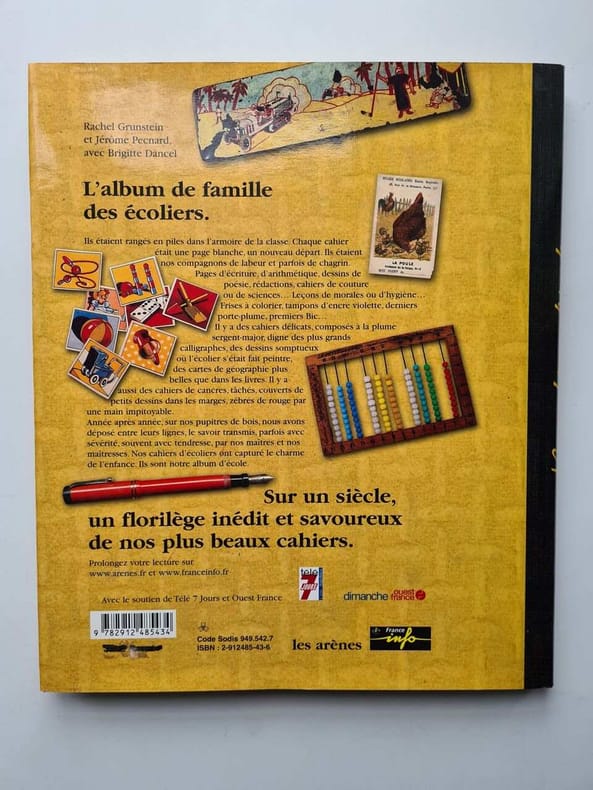 Rachel Grunstein
et Jérôme Pecnard,
avec Brigitte Dancel
L'album de famille
des écoliers.
LA POULE
Ils étaient rangés en piles dans l'armoire de la classe. Chaque cahier
était une page blanche, un nouveau départ. Ils étaient
nos compagnons de labeur et parfois de chagrin.
Pages d'écriture, d'arithmétique, dessins de
poésie, rédactions, cahiers de couture
ou de sciences… Leçons de morales ou d'hygiène…
Frises à colorier, tampons d'encre violette, derniers
porte-plume, premiers Bic…
Il y a des cahiers délicats, composés à la plume
sergent-major, digne des plus grands
calligraphes, des dessins somptueux
où l'écolier s'était fait peintre,
des cartes de géographie plus
belles que dans les livres. Il y a
aussi des cahiers de cancres, tâchés, couverts de
petits dessins dans les marges, zébrés de rouge par
une main impitoyable.
Année après année, sur nos pupitres de bois, nous avons
déposé entre leurs lignes, le savoir transmis, parfois avec
sévérité, souvent avec tendresse, par nos maîtres et nos
maîtresses. Nos cahiers d'écoliers ont capturé le charme
de l'enfance. Ils sont notre album d'école.
Sur un siècle,
un florilège inédit et savoureux
de nos plus beaux cahiers.
Prolongez votre lecture sur
www.arenes.fr et www.franceinfo.fr
Avec le soutien de Télé 7 Jours et Ouest France
télé
7
JOURS
dimanche
ouest
france
9 782912 485434
Code Sodis 949.542.7
ISBN : 2-912485-43-6
les arènes
France
info